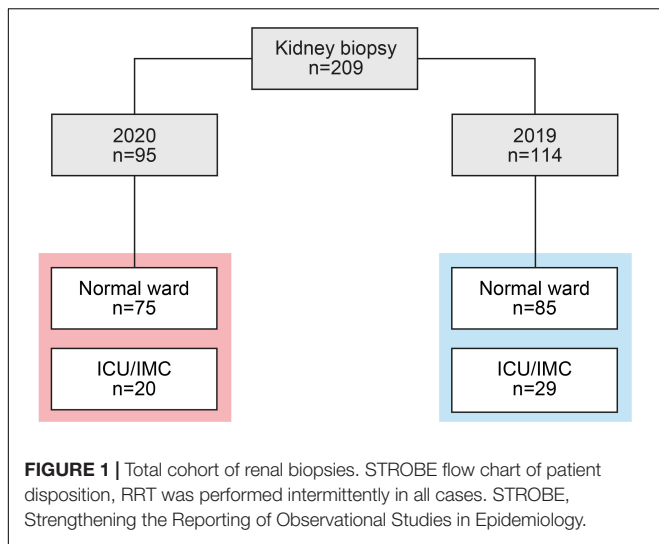 Kidney biopsy
n=209
2020
n=95
2019
n=114
Normal ward
n=75
ICU/IMC
n=20
Normal ward
n=85
ICU/IMC
n=29
FIGURE 1 | Total cohort of renal biopsies. STROBE flow chart of patient
disposition, RRT was performed intermittently in all cases. STROBE,
Strengthening the Reporting of Observational Studies in Epidemiology.